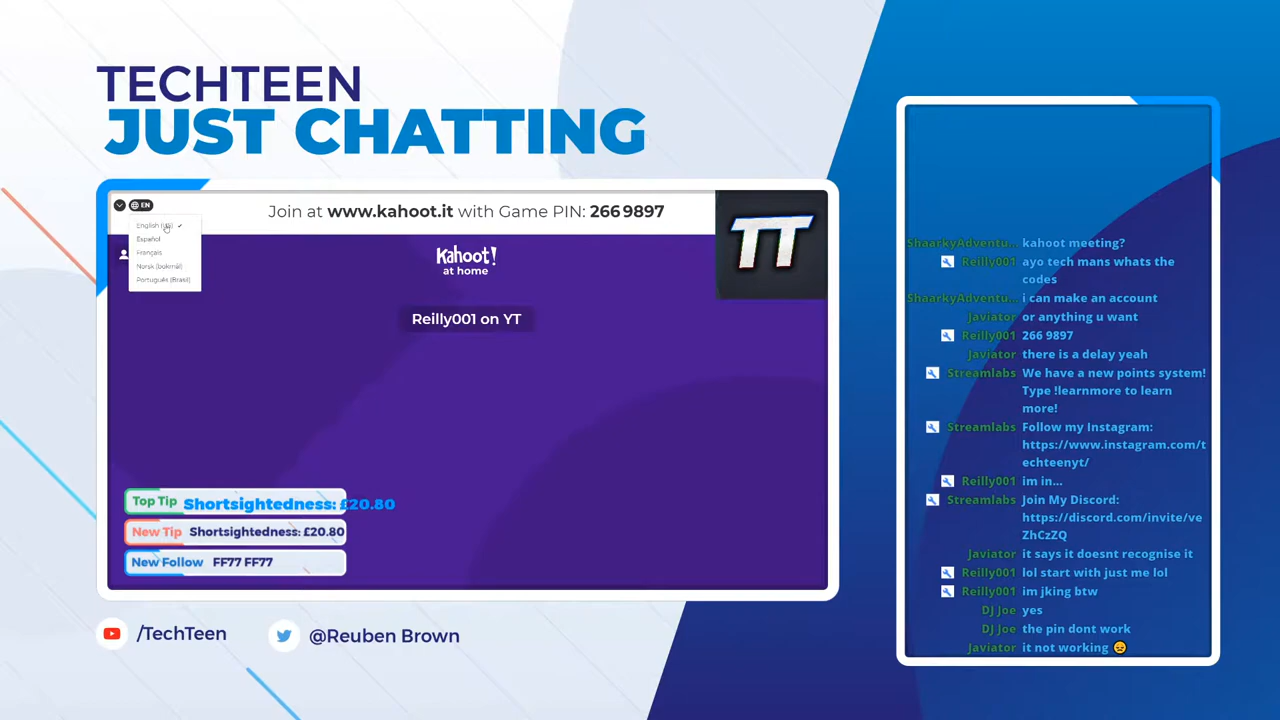 TECHTEEN
JUST CHATTING
EN
Join at www.kahoot.it with Game PIN: 266 9897
TT
English (US) ✓
Español
Français
Norsk (bokmål)
Português (Brasil)
Kahoot!
at home
Reilly001 on YT
Top Tip Shortsightedness: £20.80
New Tip Shortsightedness: £20.80
New Follow FF77 FF77
/TechTeen
@Reuben Brown
ShaarkyAdventu... kahoot meeting?
Reilly001 ayo tech mans whats the
codes
ShaarkyAdventu... i can make an account
Javiator or anything u want
Reilly001 266 9897
Javiator there is a delay yeah
Streamlabs We have a new points system!
Type !learnmore to learn
more!
Streamlabs Follow my Instagram:
https://www.instagram.com/t
echteenyt/
Reilly001 im in...
Streamlabs Join My Discord:
https://discord.com/invite/ve
ZhCzZQ
Javiator it says it doesnt recognise it
Reilly001 lol start with just me lol
Reilly001 im jking btw
DJ Joe yes
DJ Joe the pin dont work
Javiator it not working 😣